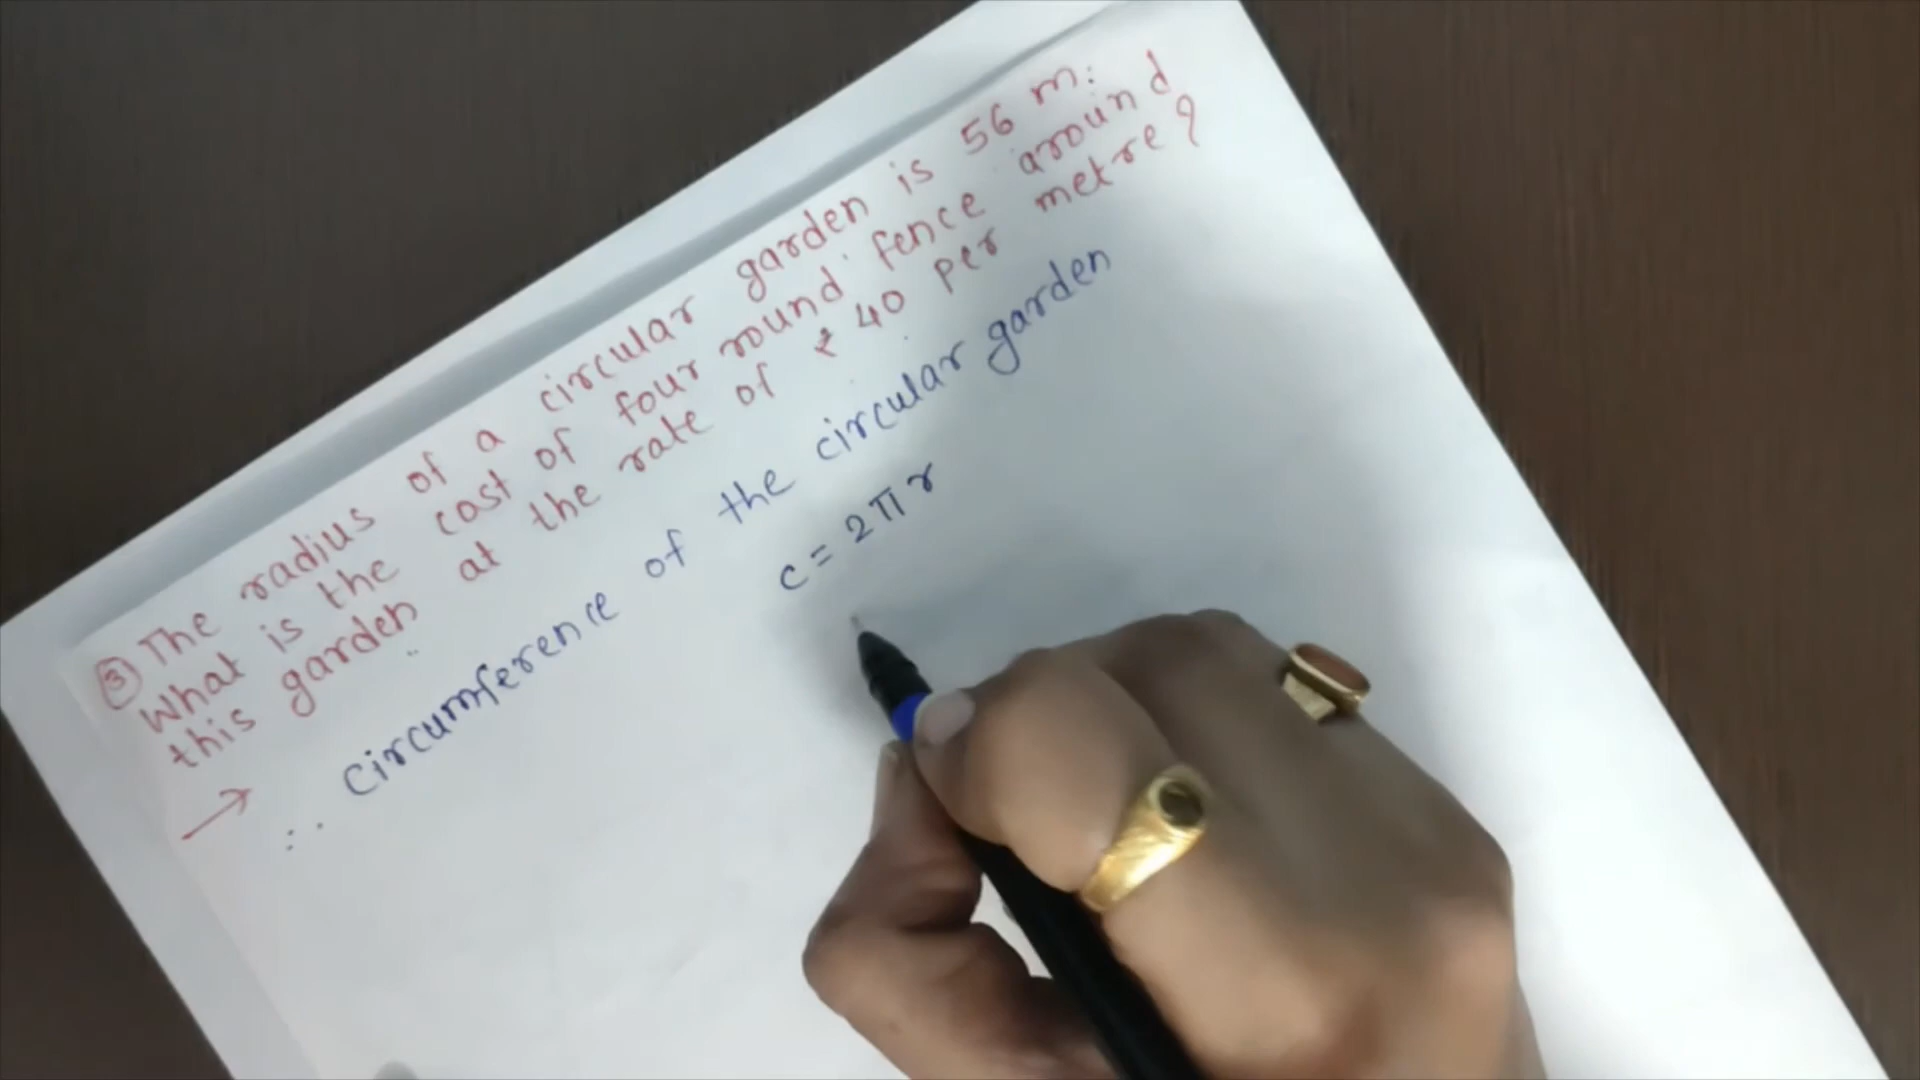 ③ The radius of a circular garden is 56 m.
What is the cost of four round fence around
this garden at the rate of ₹ 40 per metre?
→ ∴ Circumference of the circular garden
c = 2πr